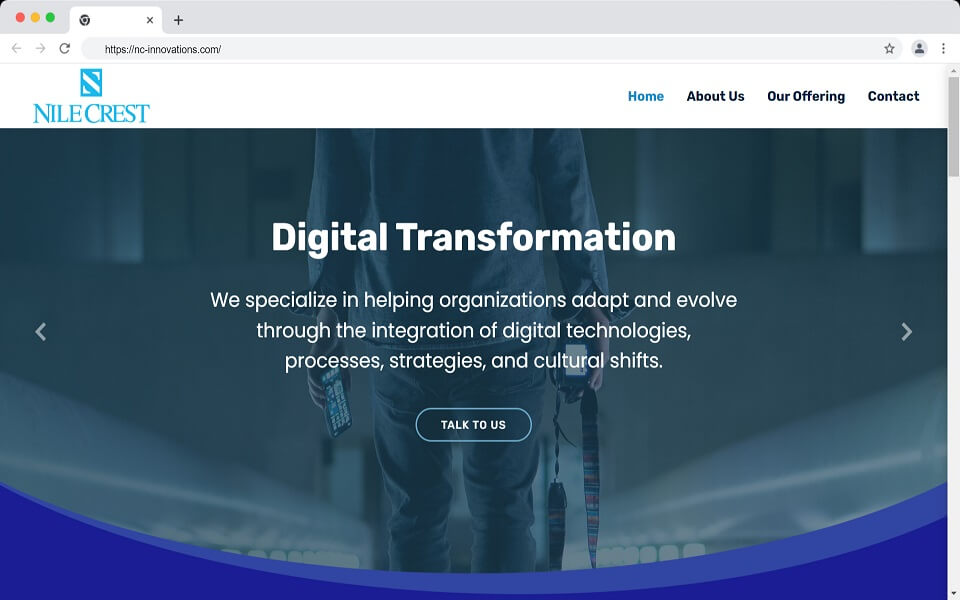 https://nc-innovations.com/
NILE CREST
Home About Us Our Offering Contact
Digital Transformation
We specialize in helping organizations adapt and evolve
through the integration of digital technologies,
processes, strategies, and cultural shifts.
TALK TO US